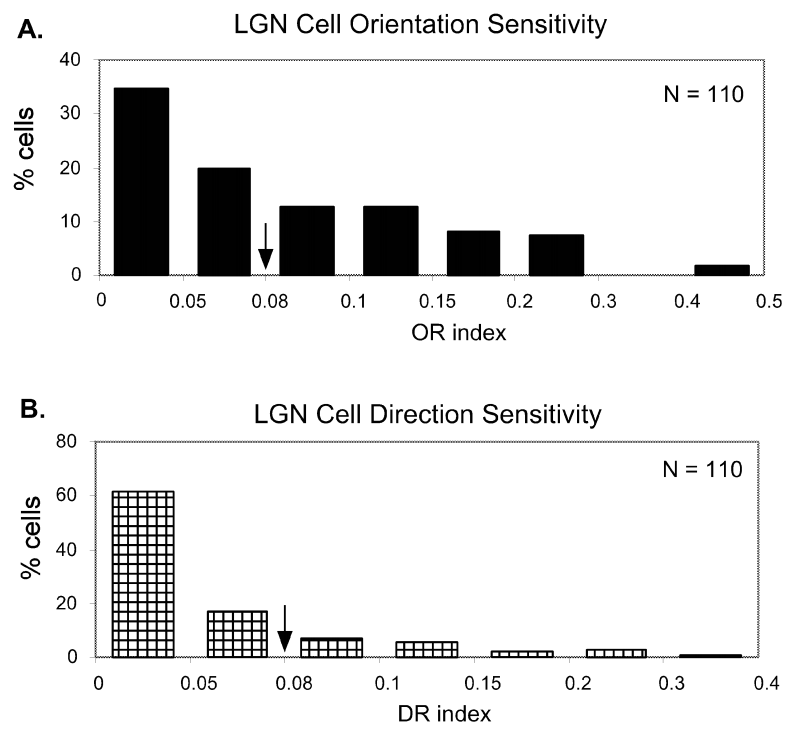 A.
LGN Cell Orientation Sensitivity
40
N = 110
30
% cells
20
10
0
0 0.05 0.08 0.1 0.15 0.2 0.3 0.4 0.5
OR index
B.
LGN Cell Direction Sensitivity
80
N = 110
60
% cells
40
20
0
0 0.05 0.08 0.1 0.15 0.2 0.3 0.4
DR index